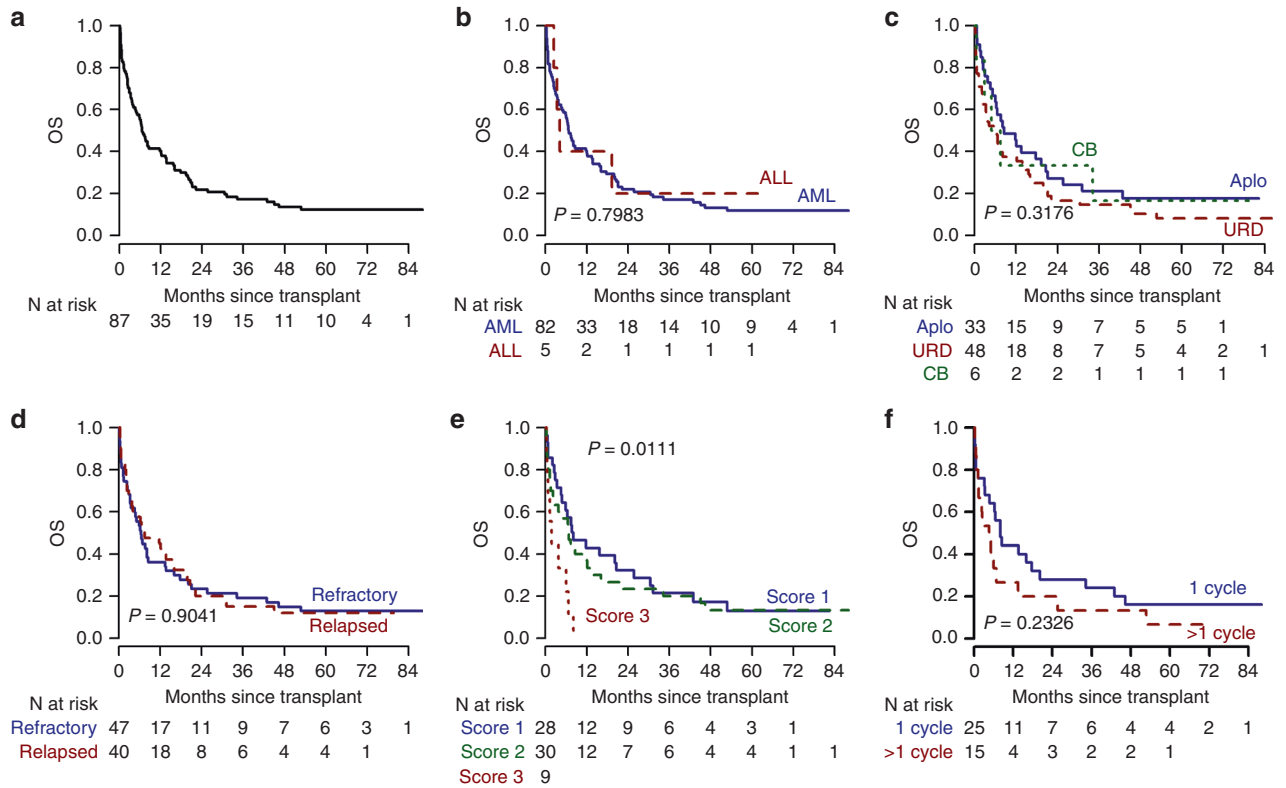 a
1.0
0.8
0.6
0.4
0.2
0.0
OS
0 12 24 36 48 60 72 84
Months since transplant
N at risk
87 35 19 15 11 10 4 1
b
1.0
0.8
0.6
0.4
0.2
0.0
OS
ALL
AML
P = 0.7983
0 12 24 36 48 60 72 84
Months since transplant
N at risk
AML 82 33 18 14 10 9 4 1
ALL 5 2 1 1 1 1
c
1.0
0.8
0.6
0.4
0.2
0.0
OS
CB
Aplo
P = 0.3176
URD
0 12 24 36 48 60 72 84
Months since transplant
N at risk
Aplo 33 15 9 7 5 5 1
URD 48 18 8 7 5 4 2 1
CB 6 2 2 1 1 1 1
d
1.0
0.8
0.6
0.4
0.2
0.0
OS
Refractory
P = 0.9041
Relapsed
0 12 24 36 48 60 72 84
Months since transplant
N at risk
Refractory 47 17 11 9 7 6 3 1
Relapsed 40 18 8 6 4 4 1
e
1.0
0.8
0.6
0.4
0.2
0.0
OS
P = 0.0111
Score 1
Score 3
Score 2
0 12 24 36 48 60 72 84
Months since transplant
N at risk
Score 1 28 12 9 6 4 3 1
Score 2 30 12 7 6 4 4 1 1
Score 3 9
f
1.0
0.8
0.6
0.4
0.2
0.0
OS
1 cycle
P = 0.2326
>1 cycle
0 12 24 36 48 60 72 84
Months since transplant
N at risk
1 cycle 25 11 7 6 4 4 2 1
>1 cycle 15 4 3 2 2 1